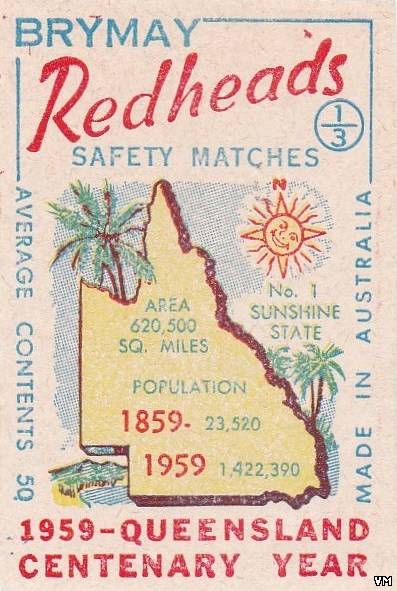 BRYMAY
Redheads
1/3
SAFETY MATCHES
AVERAGE CONTENTS 50
N
No. 1
SUNSHINE
STATE
AREA
620,500
SQ. MILES
POPULATION
1859- 23,520
1959 1,422,390
MADE IN AUSTRALIA
1959-QUEENSLAND
CENTENARY YEAR
VM